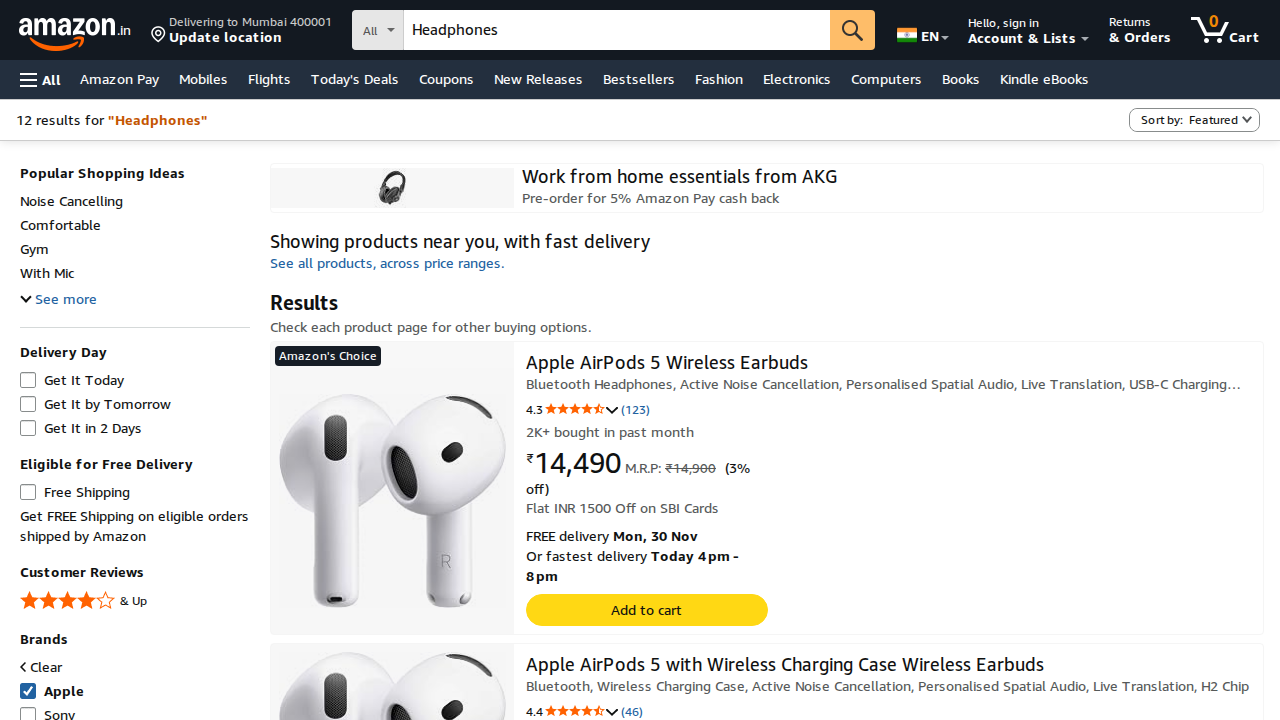 amazon.in
Delivering to Mumbai 400001
Update location
All
Headphones
EN
Hello, sign in
Account & Lists
Returns
& Orders
0
Cart
All
Amazon Pay
Mobiles
Flights
Today's Deals
Coupons
New Releases
Bestsellers
Fashion
Electronics
Computers
Books
Kindle eBooks
12 results for "Headphones"
Sort by: Featured
Popular Shopping Ideas
Noise Cancelling
Comfortable
Gym
With Mic
See more
Delivery Day
Get It Today
Get It by Tomorrow
Get It in 2 Days
Eligible for Free Delivery
Free Shipping
Get FREE Shipping on eligible orders
shipped by Amazon
Customer Reviews
& Up
Brands
Clear
Apple
Sony
Work from home essentials from AKG
Pre-order for 5% Amazon Pay cash back
Showing products near you, with fast delivery
See all products, across price ranges.
Results
Check each product page for other buying options.
Amazon's Choice
R
Apple AirPods 5 Wireless Earbuds
Bluetooth Headphones, Active Noise Cancellation, Personalised Spatial Audio, Live Translation, USB-C Charging…
4.3 (123)
2K+ bought in past month
₹14,490 M.R.P: ₹14,900 (3%
off)
Flat INR 1500 Off on SBI Cards
FREE delivery Mon, 30 Nov
Or fastest delivery Today 4 pm -
8 pm
Add to cart
Apple AirPods 5 with Wireless Charging Case Wireless Earbuds
Bluetooth, Wireless Charging Case, Active Noise Cancellation, Personalised Spatial Audio, Live Translation, H2 Chip
4.4 (46)